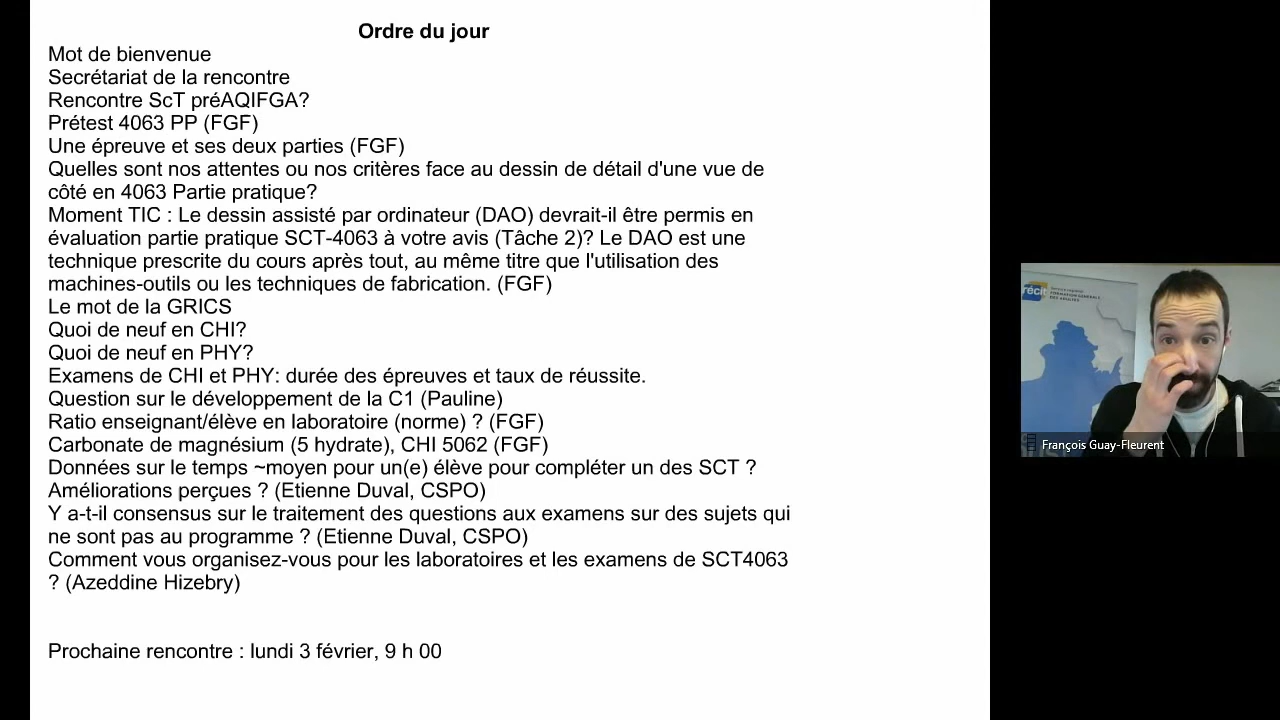 Ordre du jour
Mot de bienvenue
Secrétariat de la rencontre
Rencontre ScT préAQIFGA?
Prétest 4063 PP (FGF)
Une épreuve et ses deux parties (FGF)
Quelles sont nos attentes ou nos critères face au dessin de détail d'une vue de
côté en 4063 Partie pratique?
Moment TIC : Le dessin assisté par ordinateur (DAO) devrait-il être permis en
évaluation partie pratique SCT-4063 à votre avis (Tâche 2)? Le DAO est une
technique prescrite du cours après tout, au même titre que l'utilisation des
machines-outils ou les techniques de fabrication. (FGF)
Le mot de la GRICS
Quoi de neuf en CHI?
Quoi de neuf en PHY?
Examens de CHI et PHY: durée des épreuves et taux de réussite.
Question sur le développement de la C1 (Pauline)
Ratio enseignant/élève en laboratoire (norme) ? (FGF)
Carbonate de magnésium (5 hydrate), CHI 5062 (FGF)
Données sur le temps ~moyen pour un(e) élève pour compléter un des SCT ?
Améliorations perçues ? (Etienne Duval, CSPO)
Y a-t-il consensus sur le traitement des questions aux examens sur des sujets qui
ne sont pas au programme ? (Etienne Duval, CSPO)
Comment vous organisez-vous pour les laboratoires et les examens de SCT4063
? (Azeddine Hizebry)
Prochaine rencontre : lundi 3 février, 9 h 00
récit
FORMATION GÉNÉRALE
DES ADULTES
François Guay-Fleurent